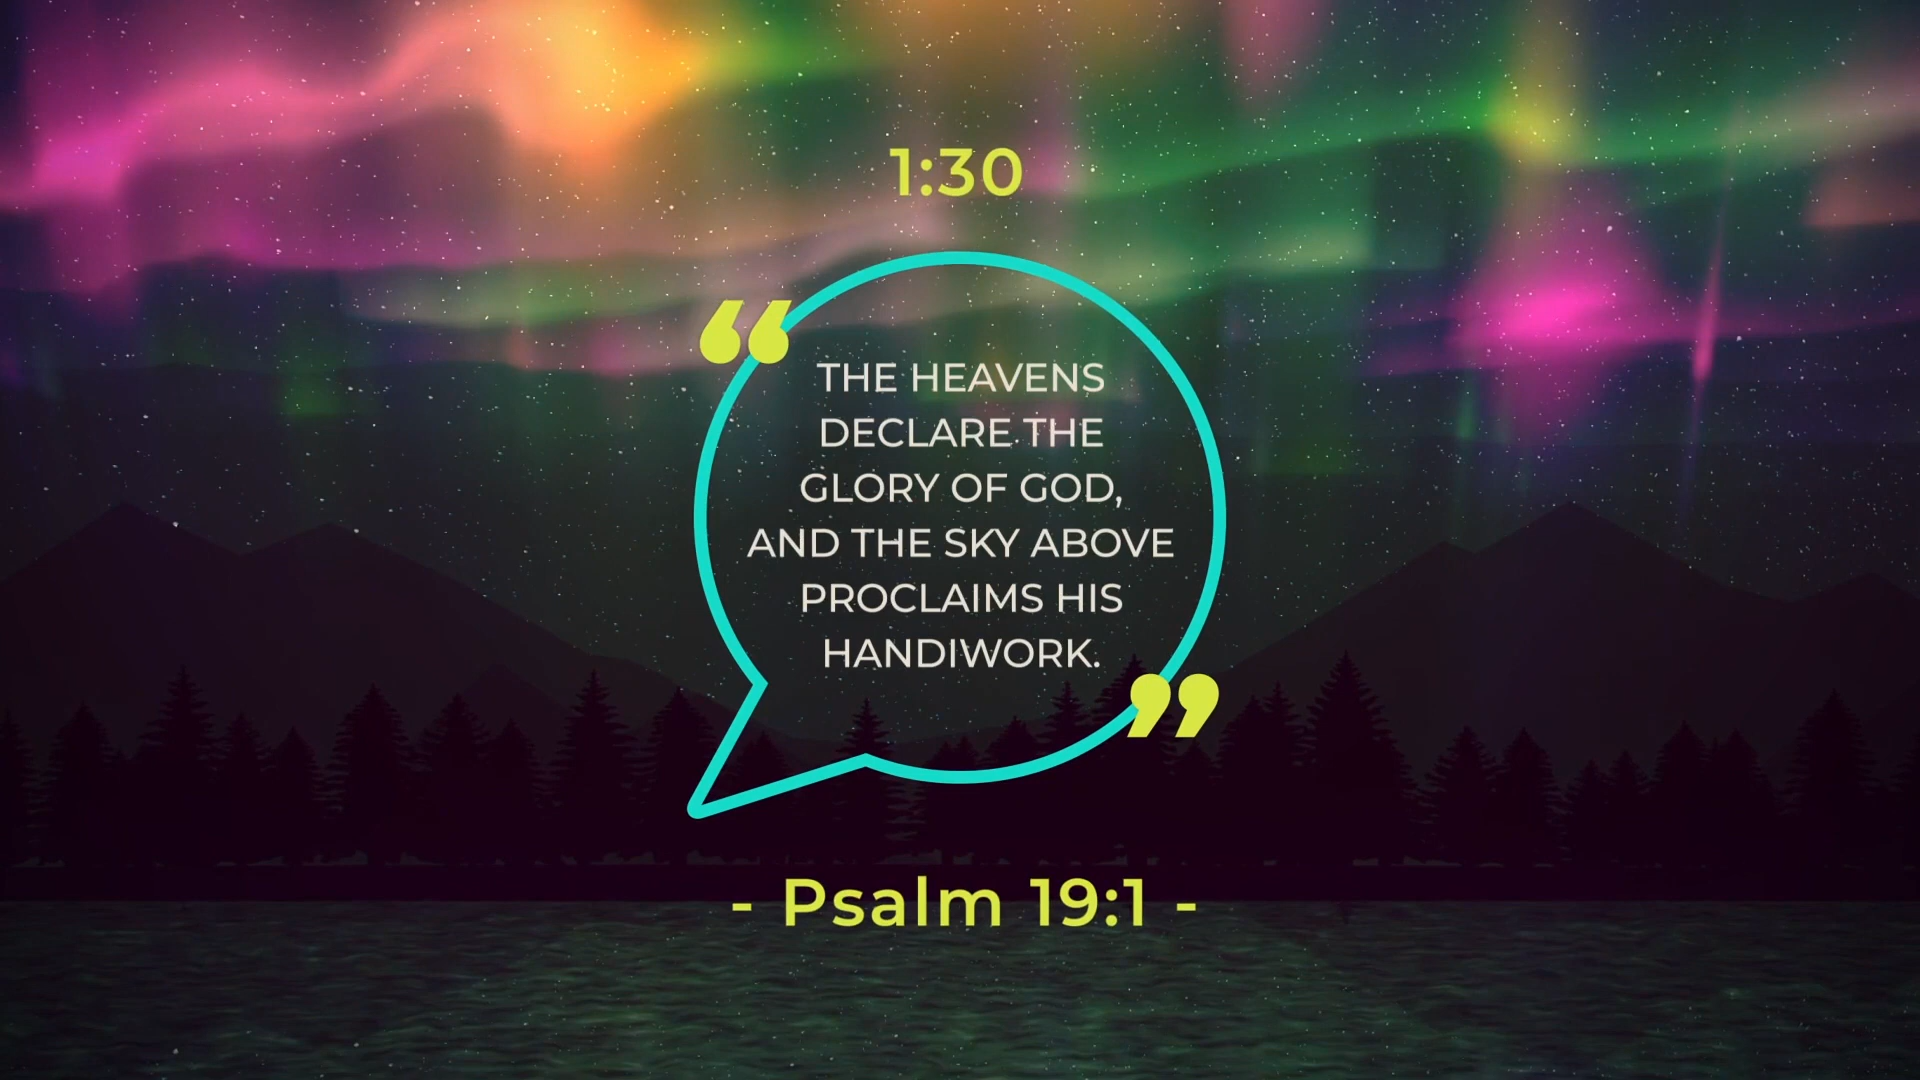 1:30
“
THE HEAVENS
DECLARE THE
GLORY OF GOD,
AND THE SKY ABOVE
PROCLAIMS HIS
HANDIWORK.
”
- Psalm 19:1 -